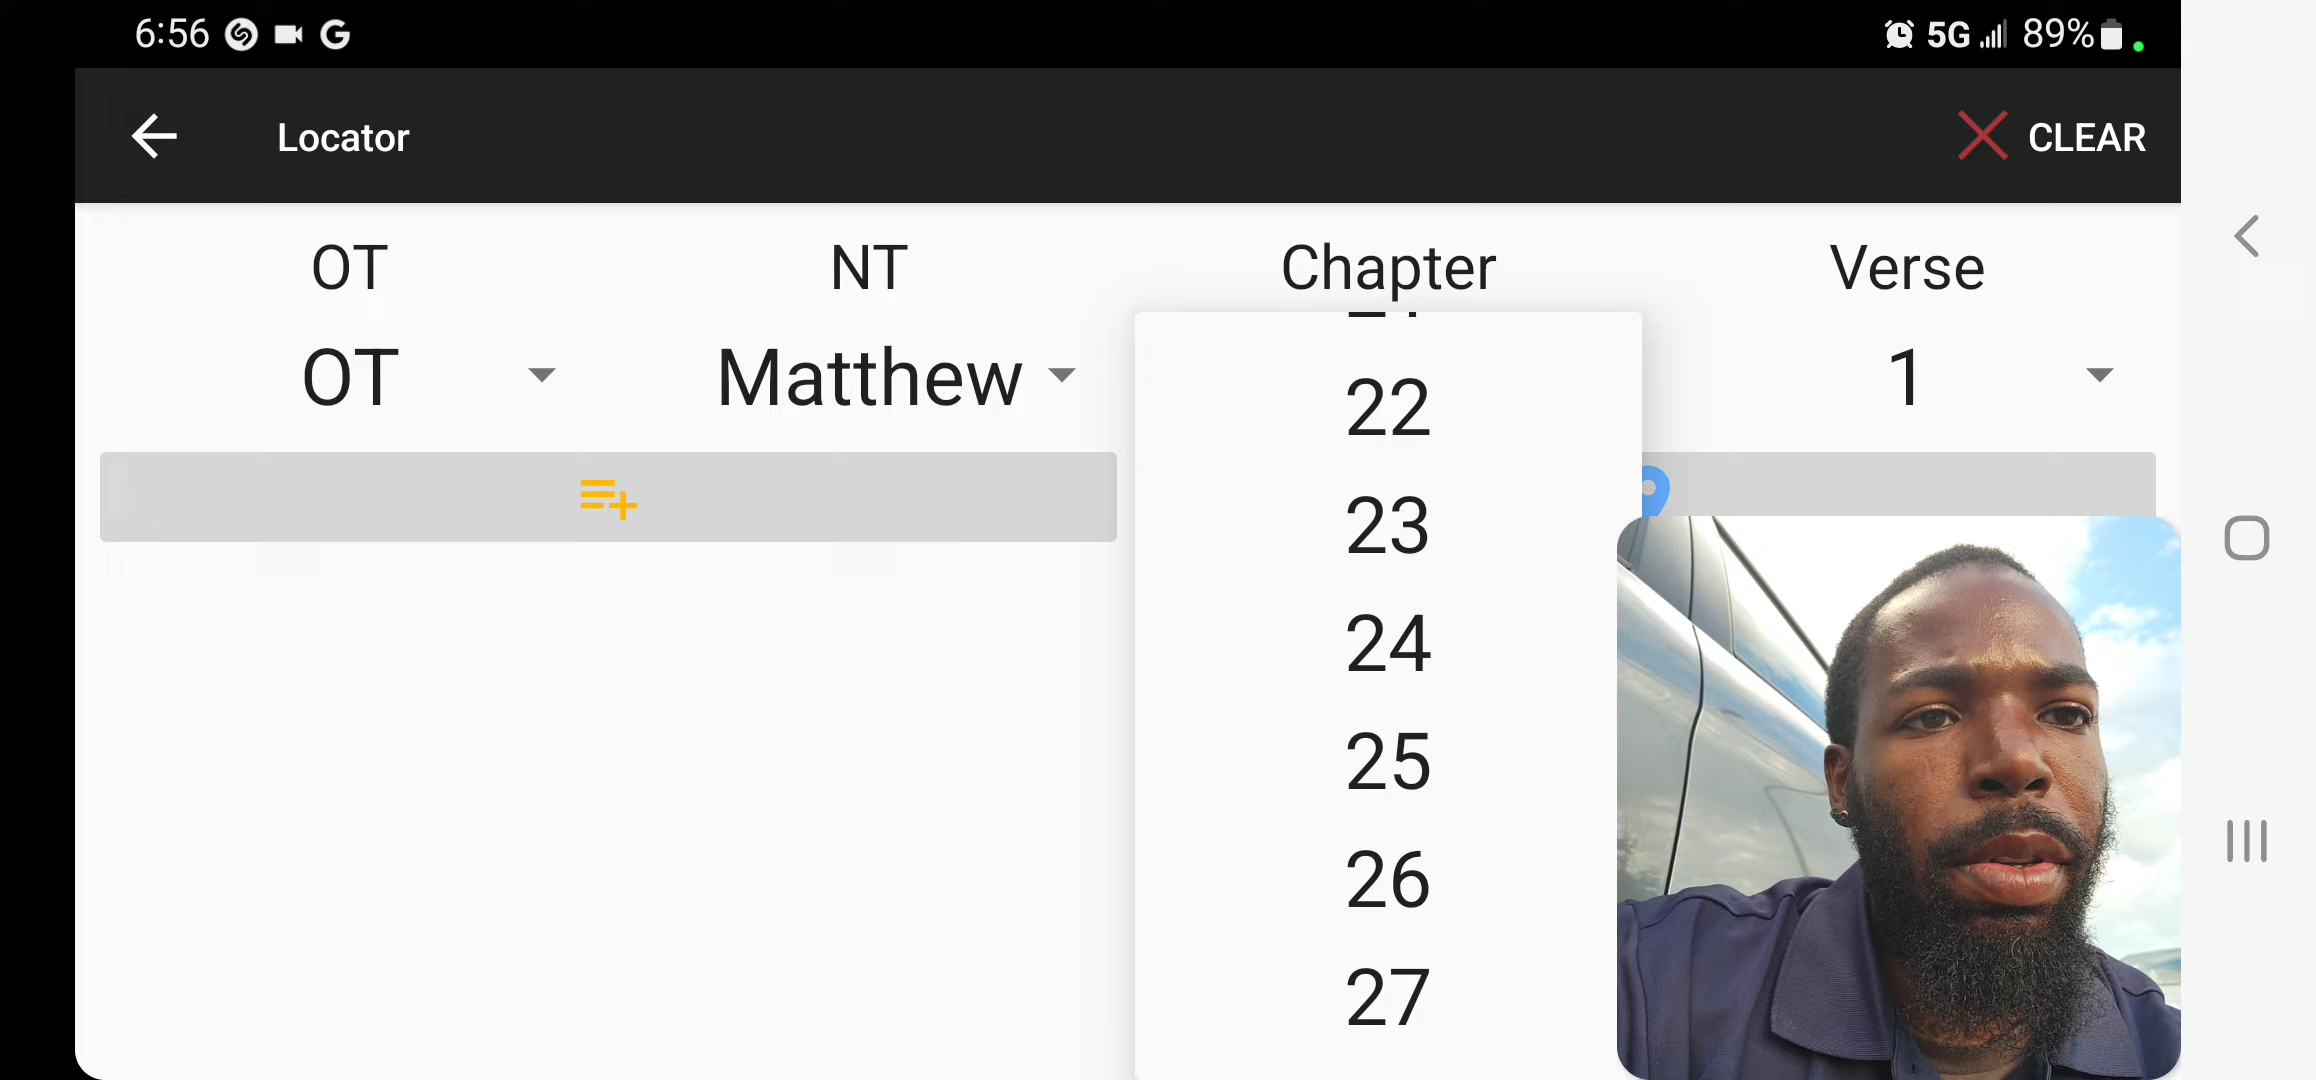 6:56 G 5G 89%
Locator CLEAR
OT NT Chapter Verse
OT Matthew 1
22
23
24
25
26
27